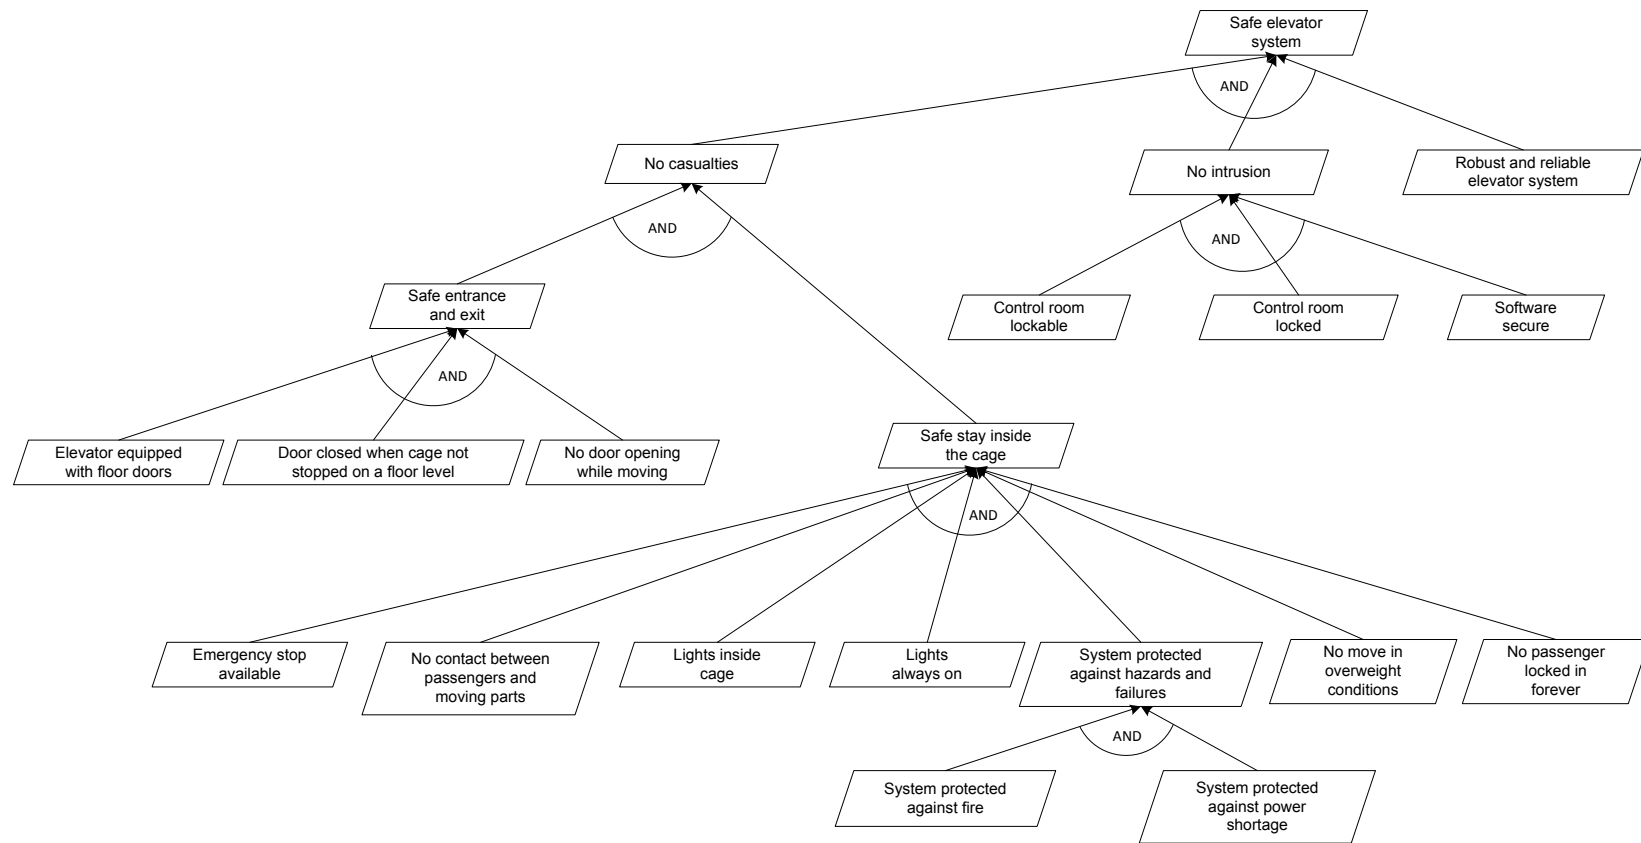 Safe elevator
system
AND
No casualties
No intrusion
Robust and reliable
elevator system
AND
AND
Safe entrance
and exit
Control room
lockable
Control room
locked
Software
secure
AND
Elevator equipped
with floor doors
Door closed when cage not
stopped on a floor level
No door opening
while moving
Safe stay inside
the cage
AND
Emergency stop
available
No contact between
passengers and
moving parts
Lights inside
cage
Lights
always on
System protected
against hazards and
failures
No move in
overweight
conditions
No passenger
locked in
forever
AND
System protected
against fire
System protected
against power
shortage